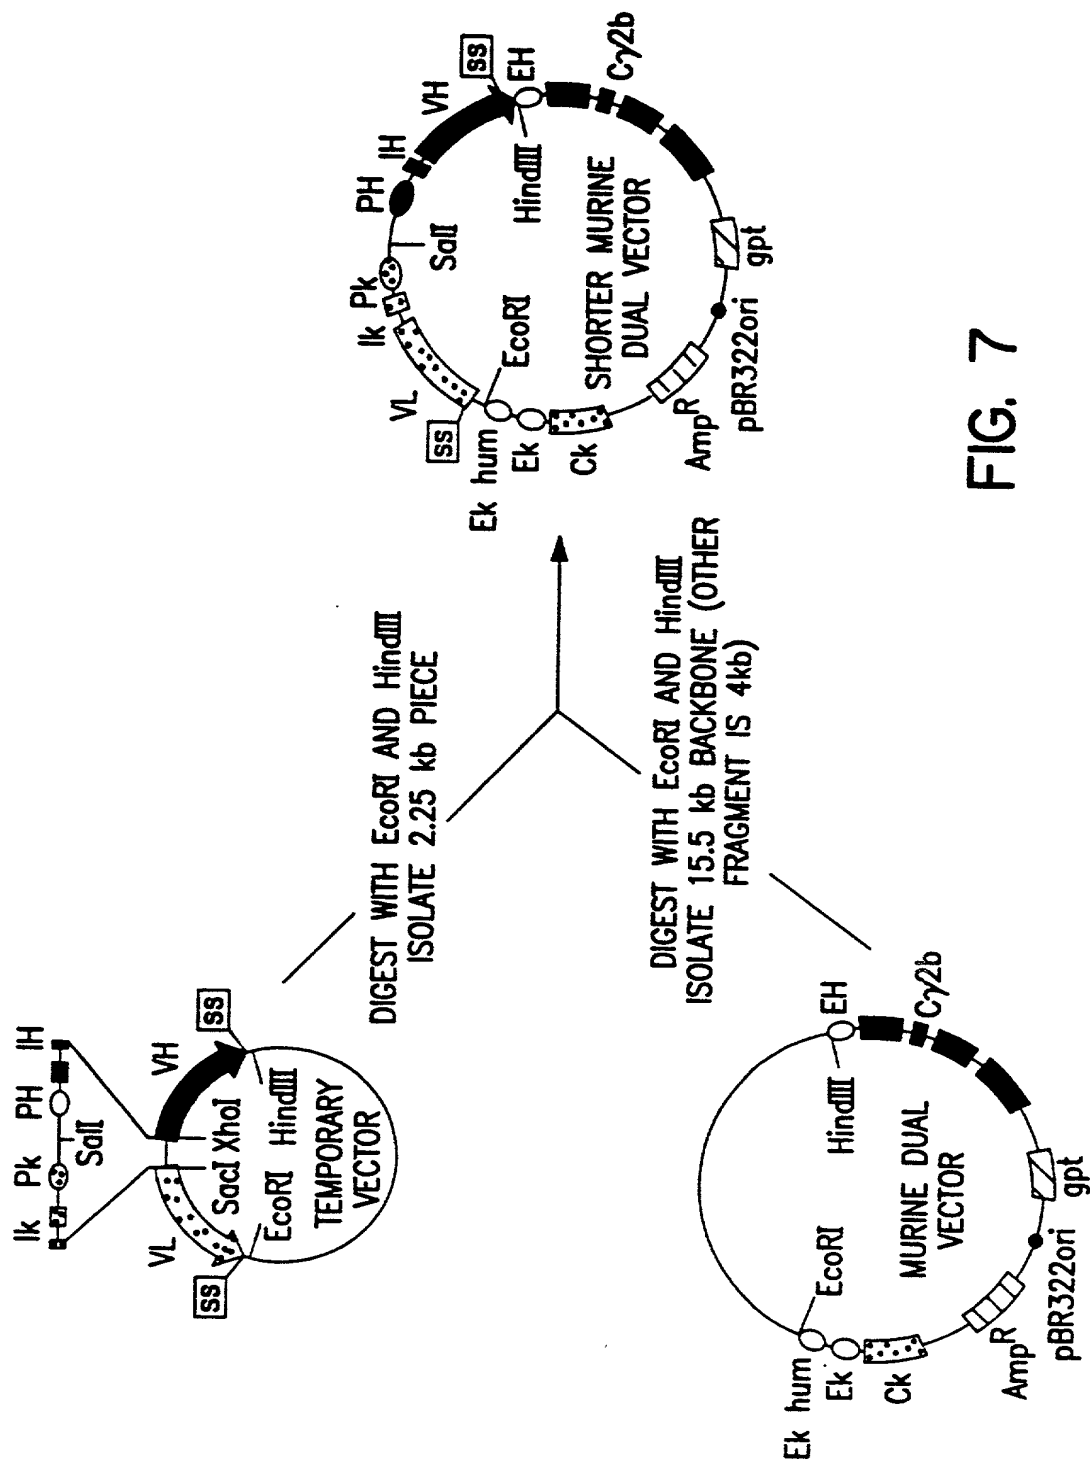 Ik
Pk
PH
IH
SalI
VL
VH
SacI
XhoI
ss
ss
EcoRI
HindIII
TEMPORARY
VECTOR
DIGEST WITH EcoRI AND HindIII
ISOLATE 2.25 kb PIECE
Ek hum
Ek
Ck
EcoRI
HindIII
EH
Cγ2b
MURINE DUAL
VECTOR
AmpR
pBR322ori
gpt
DIGEST WITH EcoRI AND HindIII
ISOLATE 15.5 kb BACKBONE (OTHER
FRAGMENT IS 4kb)
ss
VL
Ik
Pk
SalI
PH
IH
VH
ss
EH
HindIII
EcoRI
Ek hum
Ek
Ck
Cγ2b
SHORTER MURINE
DUAL VECTOR
AmpR
pBR322ori
gpt
FIG. 7